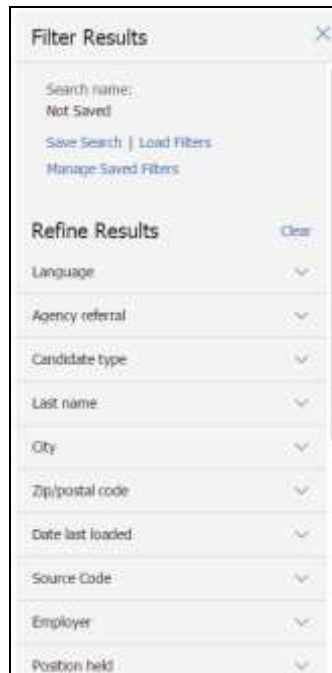 Filter Results
Search name:
Not Saved
Save Search | Load Filters
Manage Saved Filters
Refine Results Clear
Language
Agency referral
Candidate type
Last name
City
Zip/postal code
Date last loaded
Source Code
Employer
Position held